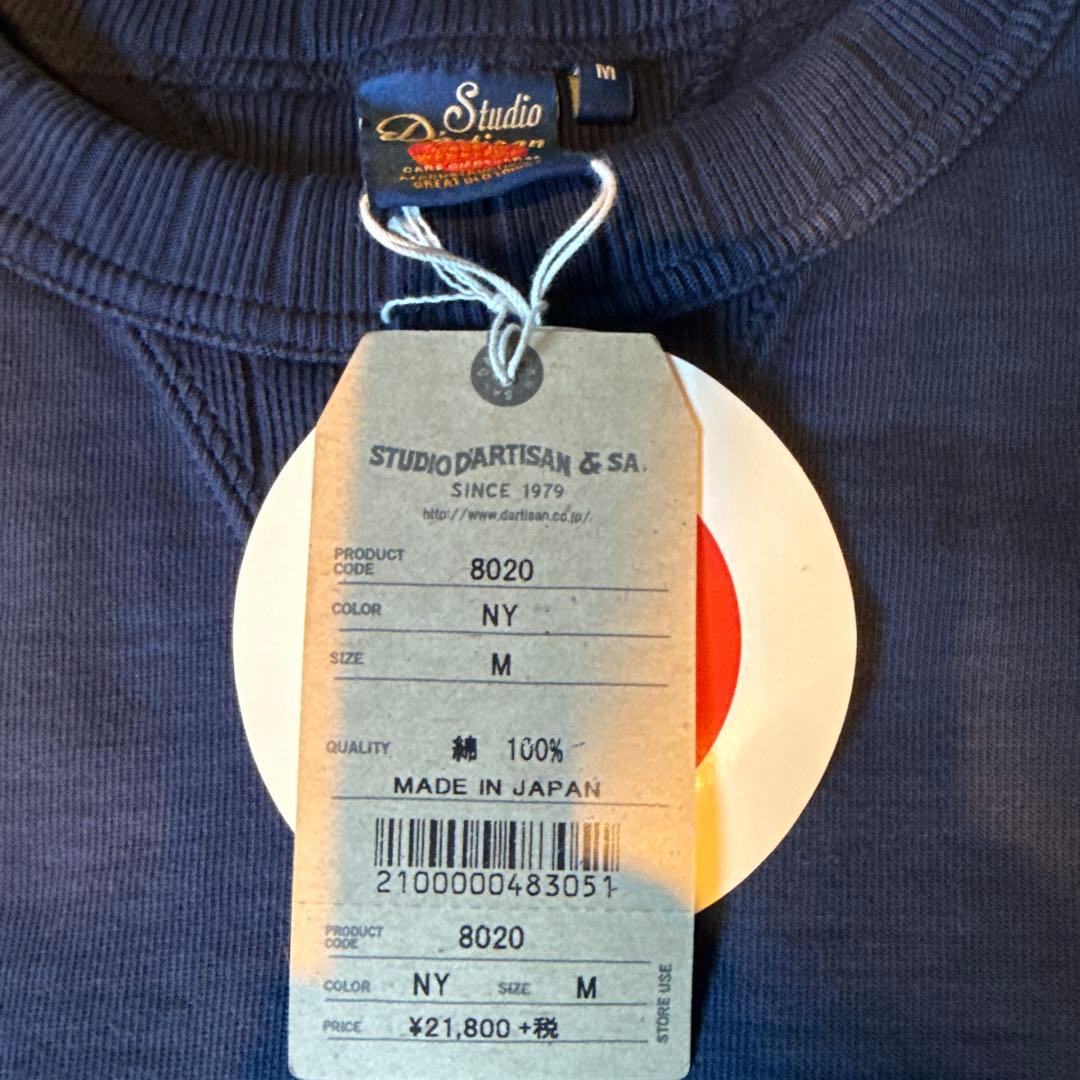 M
Studio
D'artisan
STUDIO D'ARTISAN & SA.
SINCE 1979
http://www.dartisan.co.jp/
PRODUCT CODE 8020
COLOR NY
SIZE M
QUALITY 綿 100%
MADE IN JAPAN
2100000483051
PRODUCT CODE 8020
COLOR NY SIZE M
PRICE ¥21,800+税
STORE USE